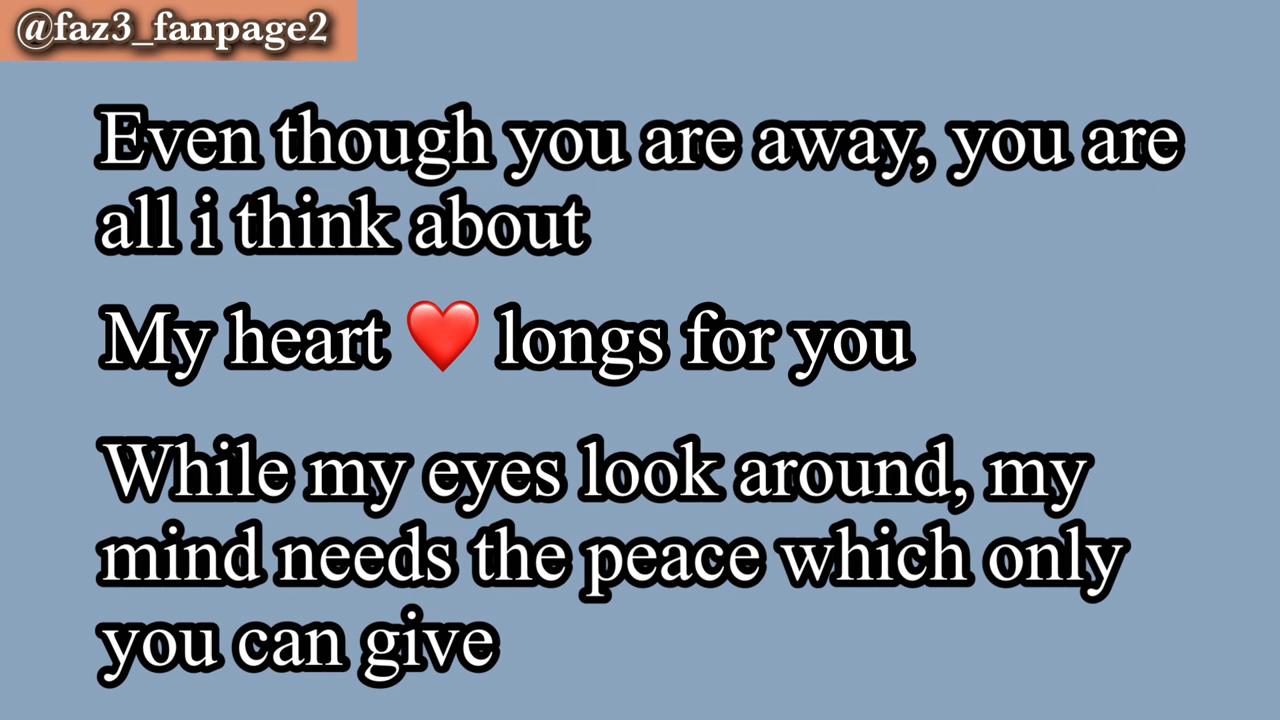 @faz3_fanpage2
Even though you are away, you are
all i think about
My heart ❤️ longs for you
While my eyes look around, my
mind needs the peace which only
you can give